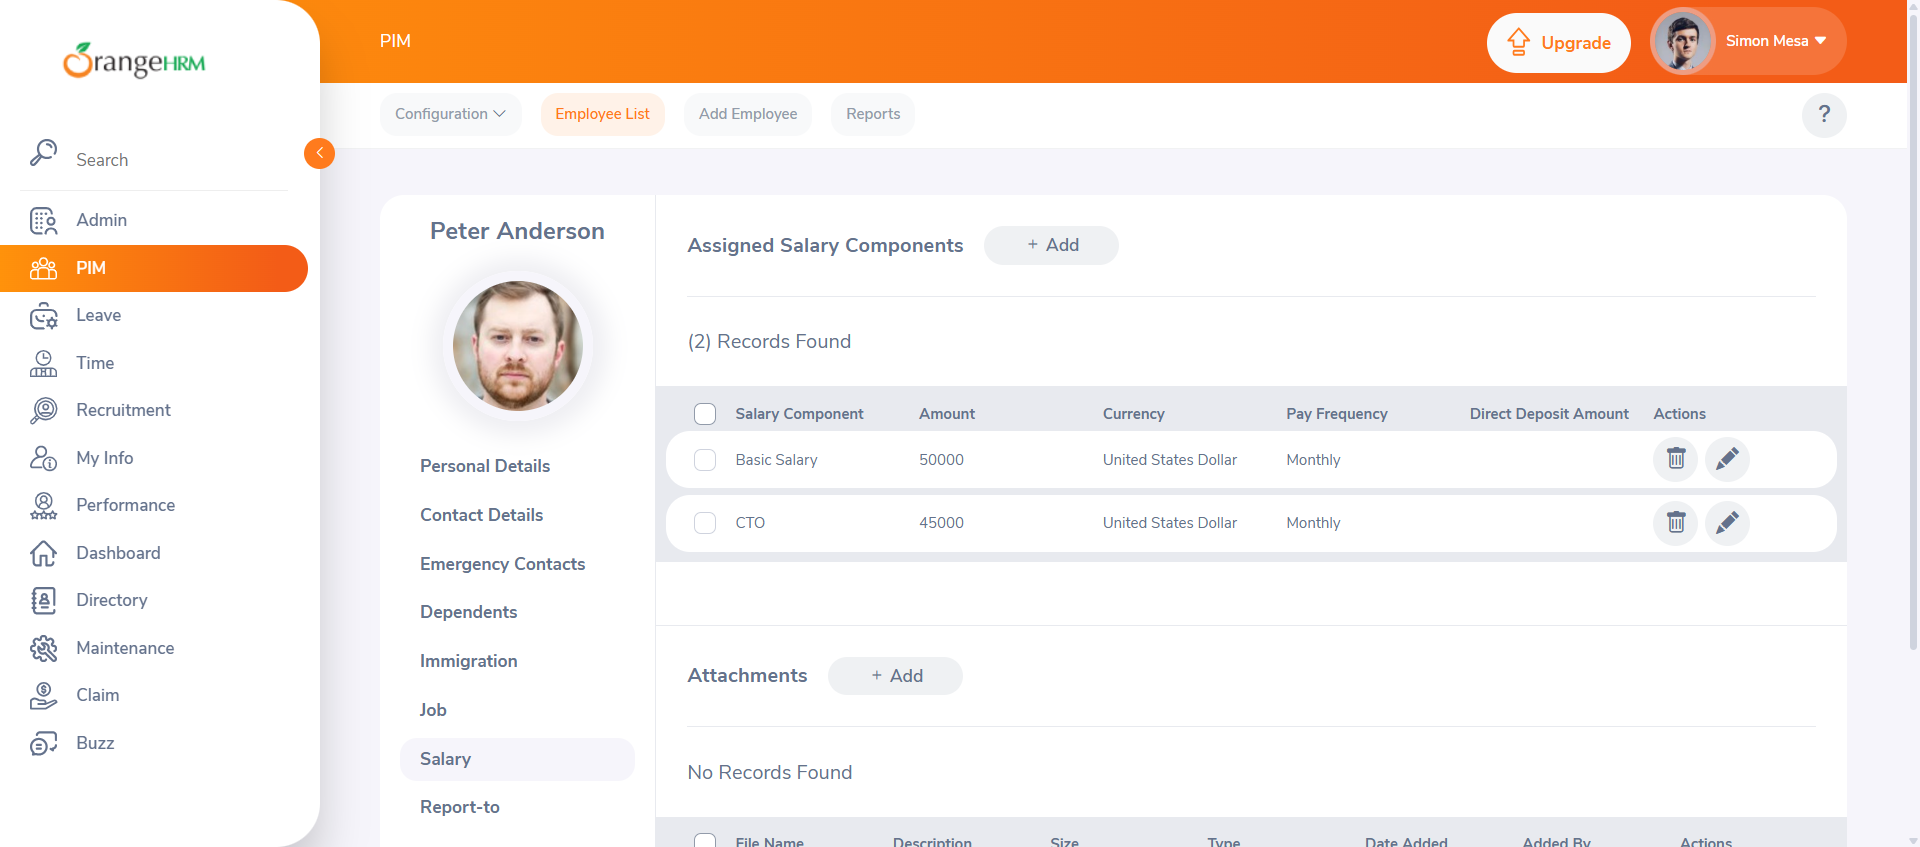 OrangeHRM
PIM
Upgrade
Simon Mesa
Configuration
Employee List
Add Employee
Reports
?
Search
Admin
PIM
Leave
Time
Recruitment
My Info
Performance
Dashboard
Directory
Maintenance
Claim
Buzz
Peter Anderson
Personal Details
Contact Details
Emergency Contacts
Dependents
Immigration
Job
Salary
Report-to
Assigned Salary Components
+ Add
(2) Records Found
Salary Component Amount Currency Pay Frequency Direct Deposit Amount Actions
Basic Salary 50000 United States Dollar Monthly
CTO 45000 United States Dollar Monthly
Attachments
+ Add
No Records Found
File Name Description Size Type Date Added Added By Actions